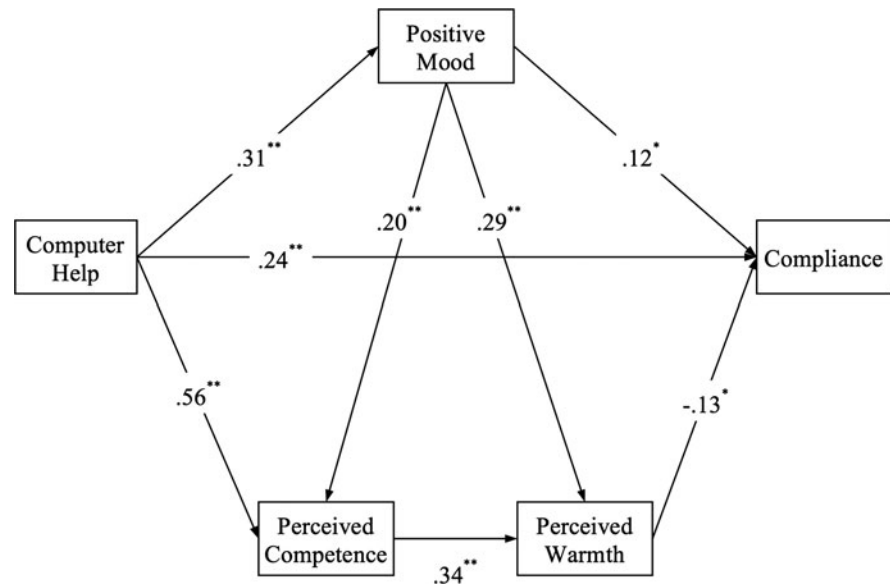 Positive
Mood
.31**
.12*
.20**
.29**
Computer
Help
.24**
Compliance
.56**
-.13*
Perceived
Competence
Perceived
Warmth
.34**